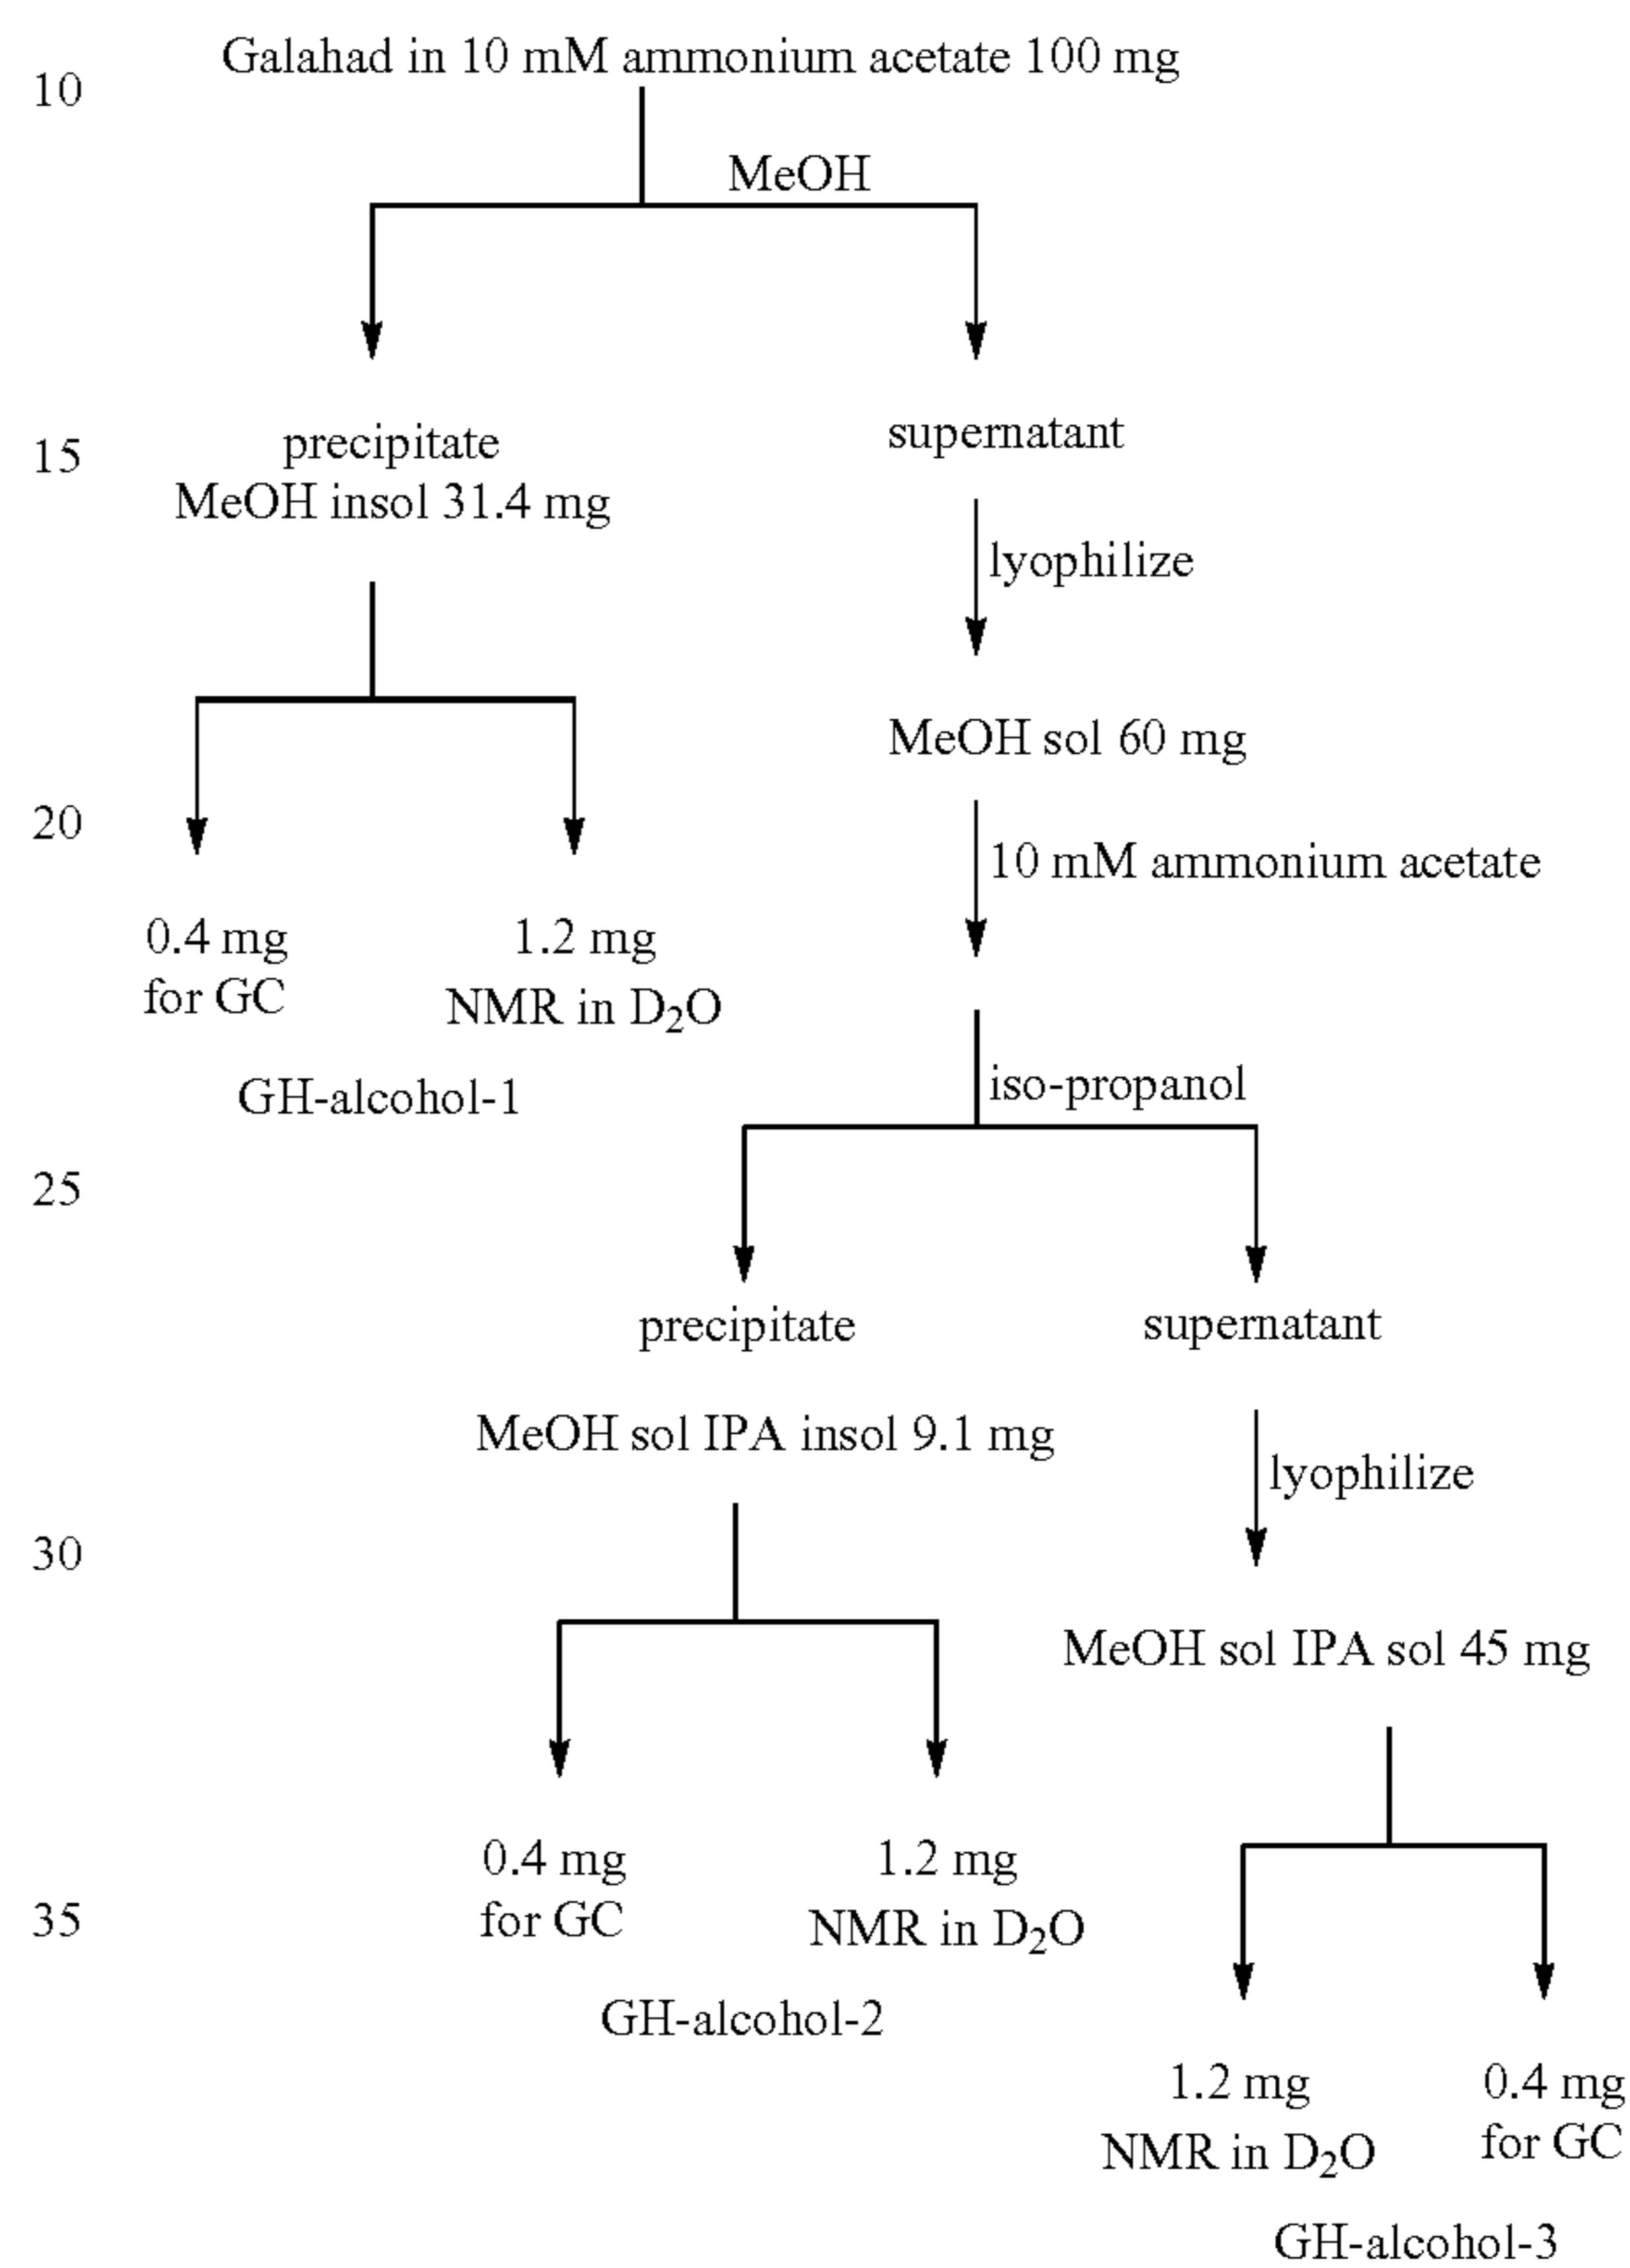 Galahad in 10 mM ammonium acetate 100 mg
10
MeOH
precipitate
supernatant
15
MeOH insol 31.4 mg
lyophilize
MeOH sol 60 mg
20
10 mM ammonium acetate
0.4 mg
for GC
1.2 mg
NMR in D₂O
GH-alcohol-1
iso-propanol
25
precipitate
supernatant
MeOH sol IPA insol 9.1 mg
lyophilize
30
MeOH sol IPA sol 45 mg
0.4 mg
for GC
1.2 mg
NMR in D₂O
35
GH-alcohol-2
1.2 mg
NMR in D₂O
0.4 mg
for GC
GH-alcohol-3